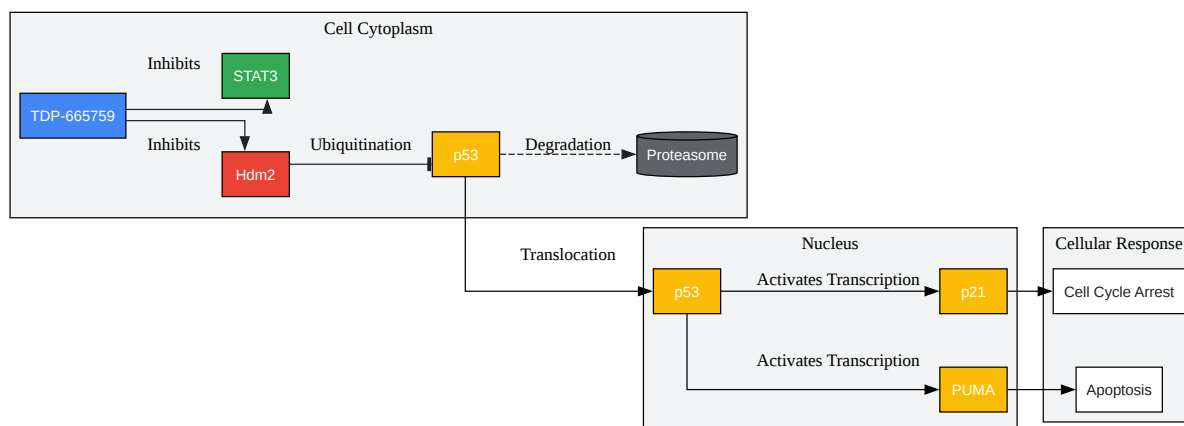 Cell Cytoplasm
Inhibits
STAT3
TDP-665759
Inhibits
Hdm2
Ubiquitination
p53
Degradation
Proteasome
Translocation
Nucleus
p53
Activates Transcription
p21
Activates Transcription
PUMA
Cellular Response
Cell Cycle Arrest
Apoptosis